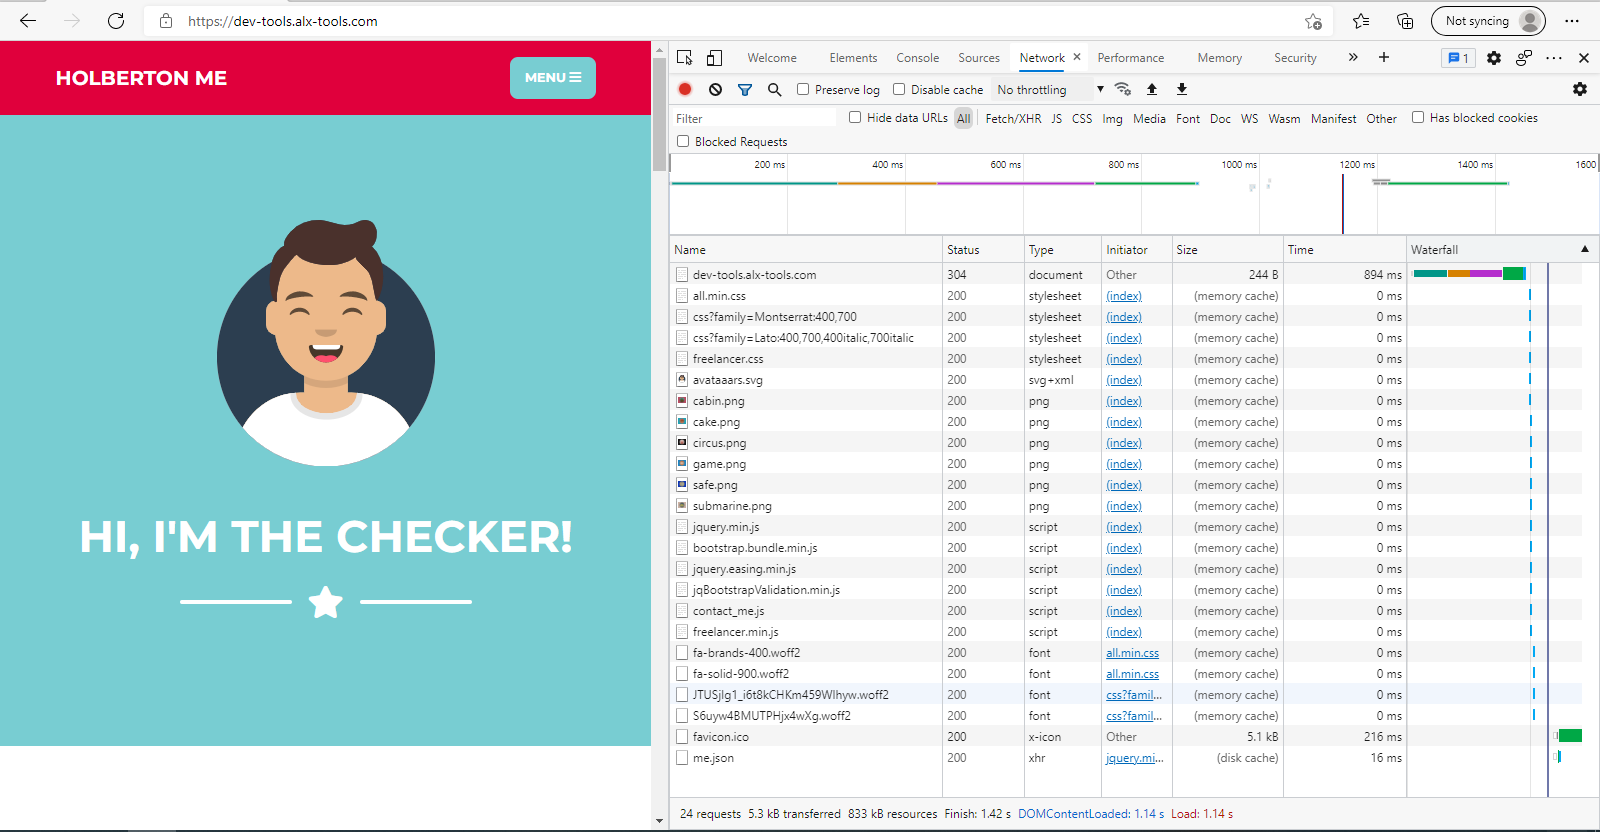 https://dev-tools.alx-tools.com
Not syncing
HOLBERTON ME
MENU
HI, I'M THE CHECKER!
Welcome Elements Console Sources Network Performance Memory Security 1
Preserve log Disable cache No throttling
Filter Hide data URLs All Fetch/XHR JS CSS Img Media Font Doc WS Wasm Manifest Other Has blocked cookies
Blocked Requests
200 ms 400 ms 600 ms 800 ms 1000 ms 1200 ms 1400 ms 1600
Name Status Type Initiator Size Time Waterfall
dev-tools.alx-tools.com 304 document Other 244 B 894 ms
all.min.css 200 stylesheet (index) (memory cache) 0 ms
css?family=Montserrat:400,700 200 stylesheet (index) (memory cache) 0 ms
css?family=Lato:400,700,400italic,700italic 200 stylesheet (index) (memory cache) 0 ms
freelancer.css 200 stylesheet (index) (memory cache) 0 ms
avataaars.svg 200 svg+xml (index) (memory cache) 0 ms
cabin.png 200 png (index) (memory cache) 0 ms
cake.png 200 png (index) (memory cache) 0 ms
circus.png 200 png (index) (memory cache) 0 ms
game.png 200 png (index) (memory cache) 0 ms
safe.png 200 png (index) (memory cache) 0 ms
submarine.png 200 png (index) (memory cache) 0 ms
jquery.min.js 200 script (index) (memory cache) 0 ms
bootstrap.bundle.min.js 200 script (index) (memory cache) 0 ms
jquery.easing.min.js 200 script (index) (memory cache) 0 ms
jqBootstrapValidation.min.js 200 script (index) (memory cache) 0 ms
contact_me.js 200 script (index) (memory cache) 0 ms
freelancer.min.js 200 script (index) (memory cache) 0 ms
fa-brands-400.woff2 200 font all.min.css (memory cache) 0 ms
fa-solid-900.woff2 200 font all.min.css (memory cache) 0 ms
JTUSjIg1_i6t8kCHKm459Wlhyw.woff2 200 font css?famil... (memory cache) 0 ms
S6uyw4BMUTPHjx4wXg.woff2 200 font css?famil... (memory cache) 0 ms
favicon.ico 200 x-icon Other 5.1 kB 216 ms
me.json 200 xhr jquery.mi... (disk cache) 16 ms
24 requests 5.3 kB transferred 833 kB resources Finish: 1.42 s DOMContentLoaded: 1.14 s Load: 1.14 s